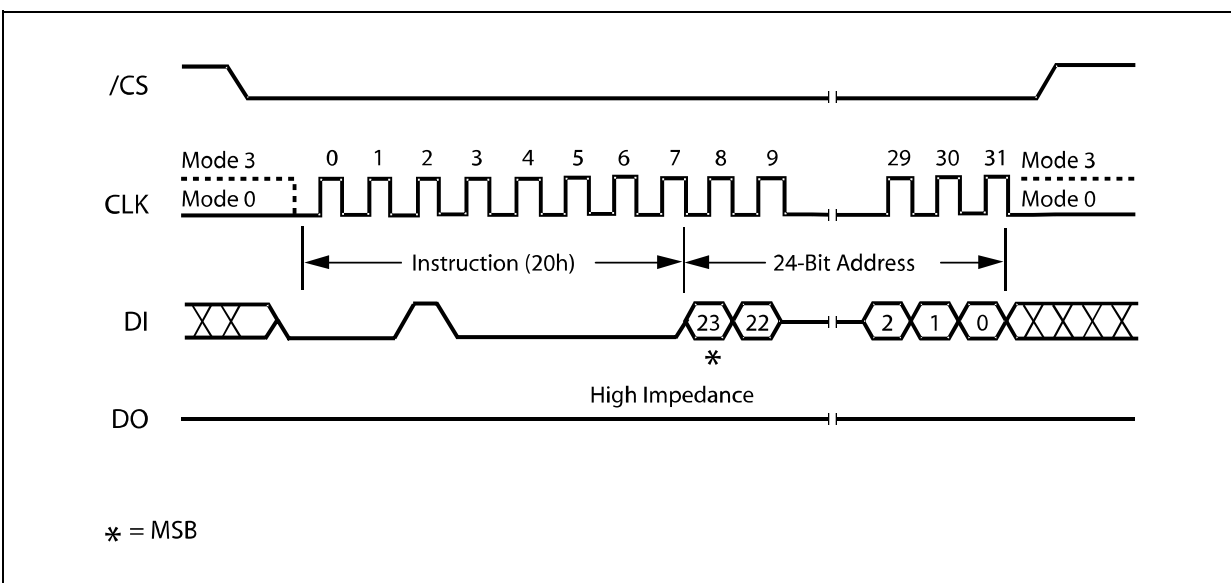 /CS
Mode 3 0 1 2 3 4 5 6 7 8 9 29 30 31 Mode 3
CLK Mode 0 Mode 0
Instruction (20h) 24-Bit Address
DI 23 22 2 1 0
*
High Impedance
DO
* = MSB